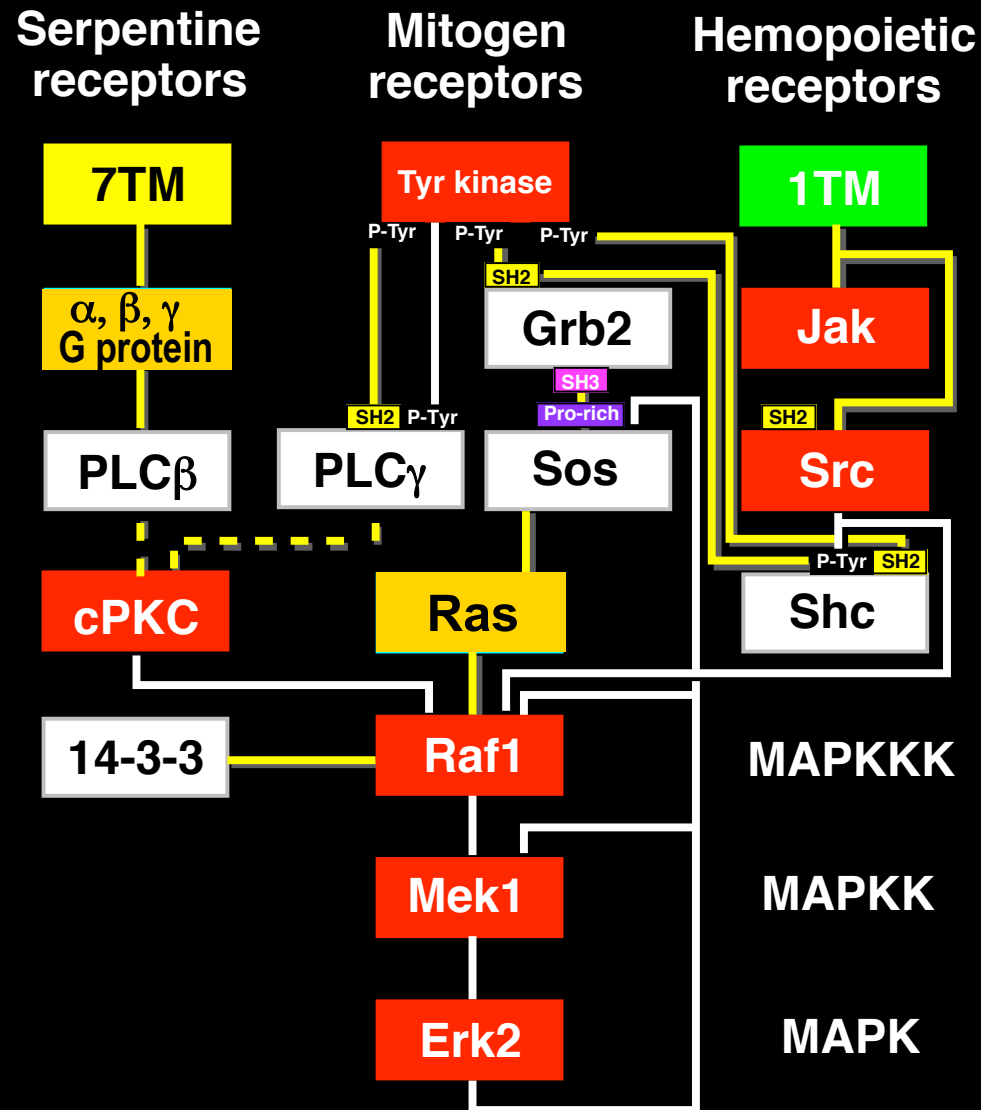 Serpentine
receptors
Mitogen
receptors
Hemopoietic
receptors
7TM
Tyr kinase
1TM
P-Tyr
P-Tyr
P-Tyr
SH2
α, β, γ
G protein
Grb2
Jak
SH3
SH2
P-Tyr
Pro-rich
SH2
PLCβ
PLCγ
Sos
Src
P-Tyr
SH2
cPKC
Ras
Shc
14-3-3
Raf1
MAPKKK
Mek1
MAPKK
Erk2
MAPK